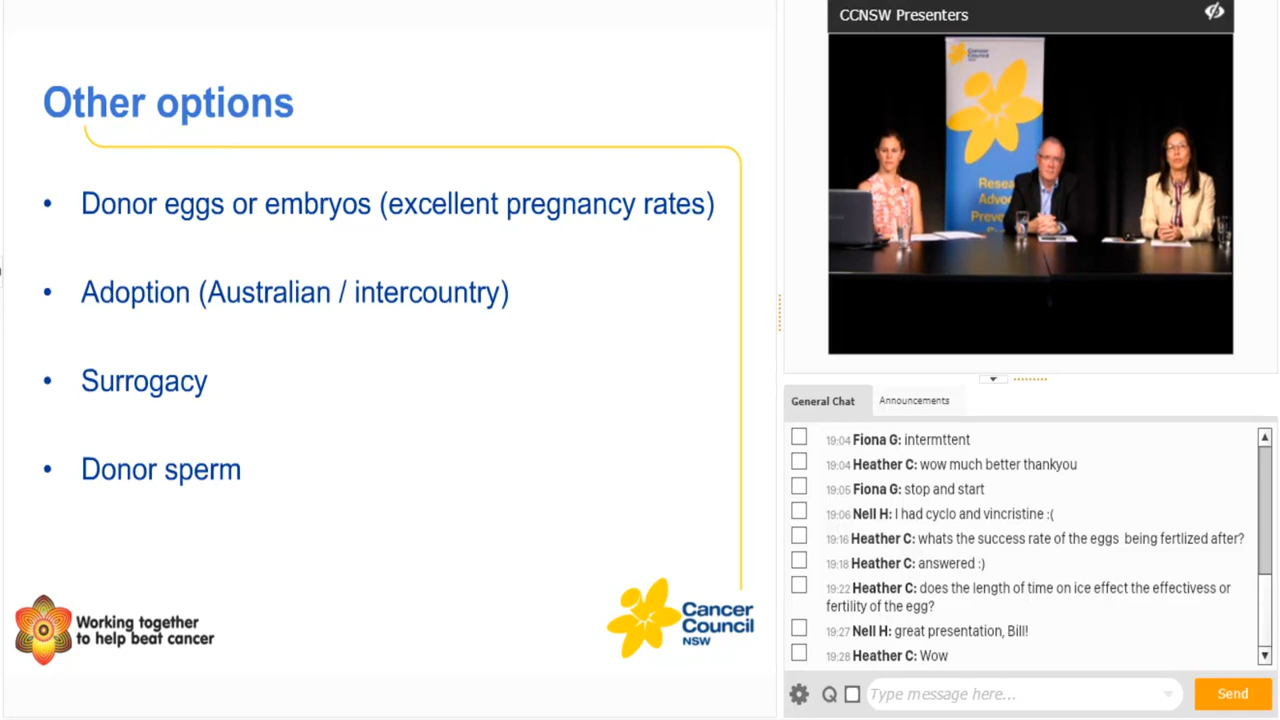 Other options
• Donor eggs or embryos (excellent pregnancy rates)
• Adoption (Australian / intercountry)
• Surrogacy
• Donor sperm
Working together
to help beat cancer
Cancer
Council
NSW
CCNSW Presenters
Cancer
Council
General Chat
Announcements
19:04 Fiona G: intermttent
19:04 Heather C: wow much better thankyou
19:05 Fiona G: stop and start
19:06 Nell H: I had cyclo and vincristine :(
19:16 Heather C: whats the success rate of the eggs being fertlized after?
19:18 Heather C: answered :)
19:22 Heather C: does the length of time on ice effect the effectivess or
fertility of the egg?
19:27 Nell H: great presentation, Bill!
19:28 Heather C: Wow
Type message here...
Send